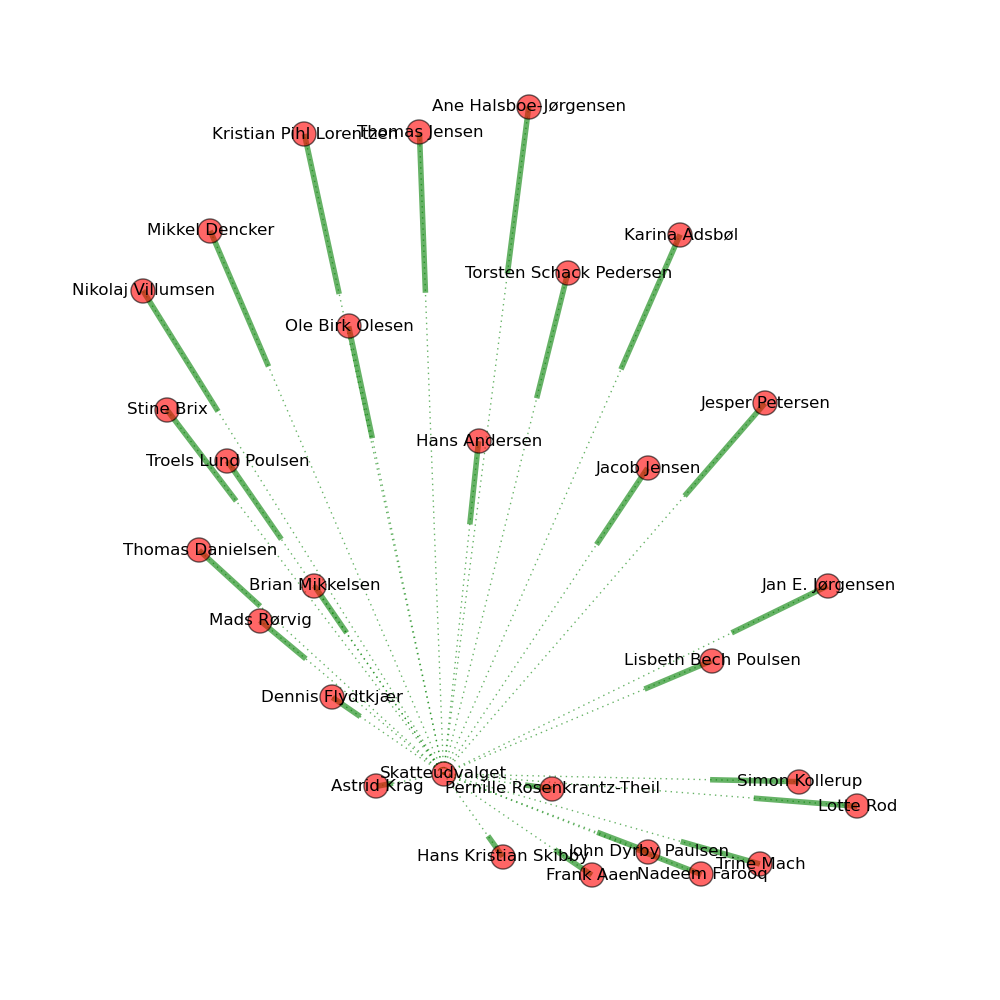 Ane Halsboe-Jørgensen
Kristian Pihl Lorentzen
Thomas Jensen
Mikkel Dencker
Karina Adsbøl
Torsten Schack Pedersen
Nikolaj Villumsen
Ole Birk Olesen
Jesper Petersen
Stine Brix
Hans Andersen
Troels Lund Poulsen
Jacob Jensen
Thomas Danielsen
Brian Mikkelsen
Jan E. Jørgensen
Mads Rørvig
Lisbeth Bech Poulsen
Dennis Flydtkjær
Skatteudvalget
Simon Kollerup
Astrid Krag
Pernille Rosenkrantz-Theil
Lotte Rod
Hans Kristian Skibby
John Dyrby Paulsen
Trine Mach
Frank Aaen
Nadeem Farooq